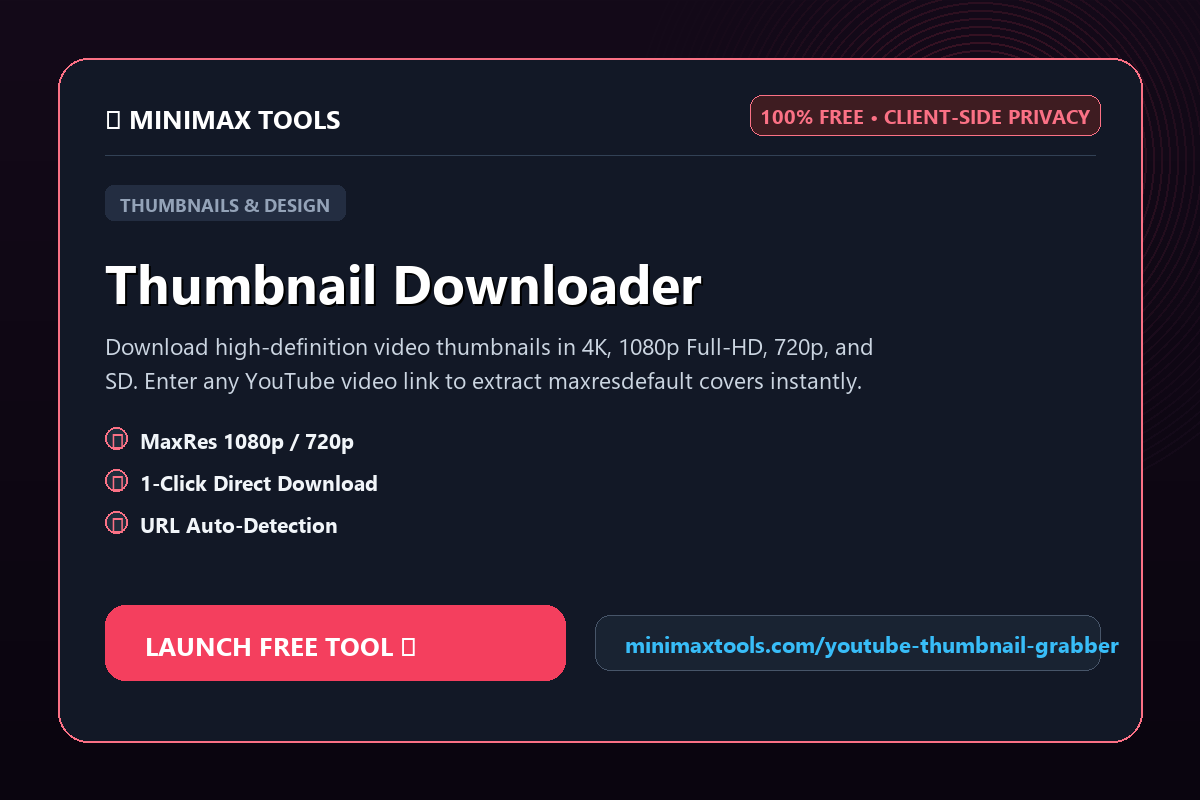 MINIMAX TOOLS
100% FREE • CLIENT-SIDE PRIVACY
THUMBNAILS & DESIGN
Thumbnail Downloader
Download high-definition video thumbnails in 4K, 1080p Full-HD, 720p, and
SD. Enter any YouTube video link to extract maxresdefault covers instantly.
MaxRes 1080p / 720p
1-Click Direct Download
URL Auto-Detection
LAUNCH FREE TOOL
minimaxtools.com/youtube-thumbnail-grabber